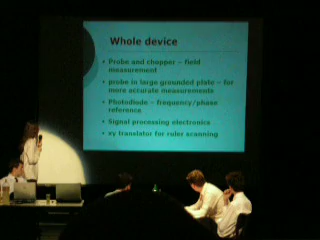 Whole device
• Probe and chopper – field
measurement
• probe in large grounded plate – for
more accurate measurements
• Photodiode – frequency/phase
reference
• Signal processing electronics
• xy translator for ruler scanning